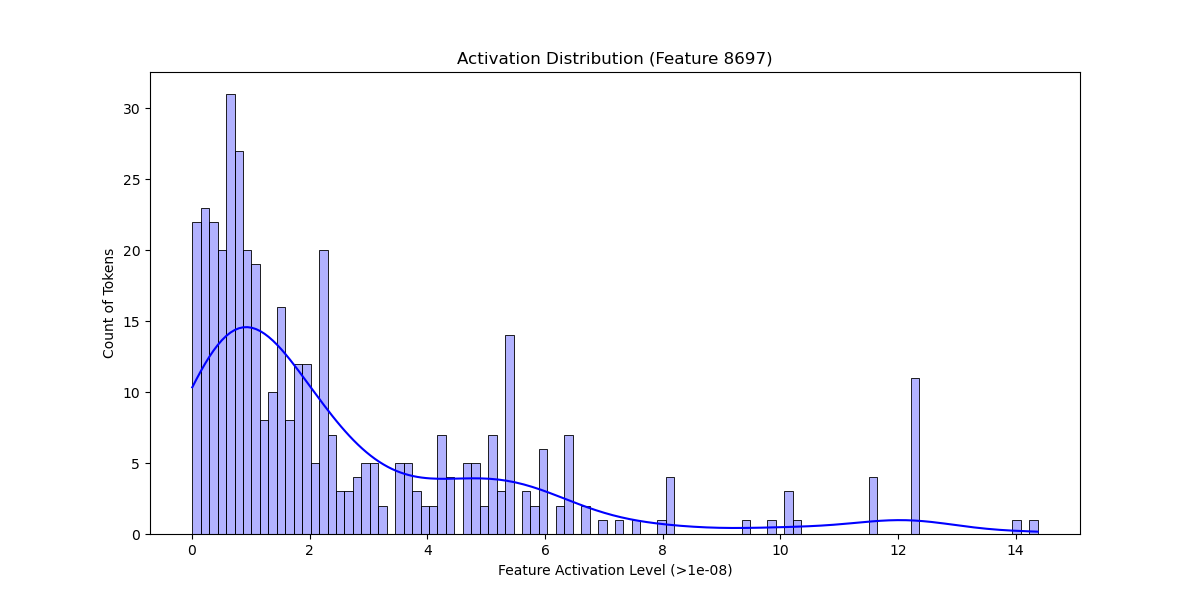 Activation Distribution (Feature 8697)
30
25
20
15
10
5
0
Count of Tokens
0 2 4 6 8 10 12 14
Feature Activation Level (>1e-08)